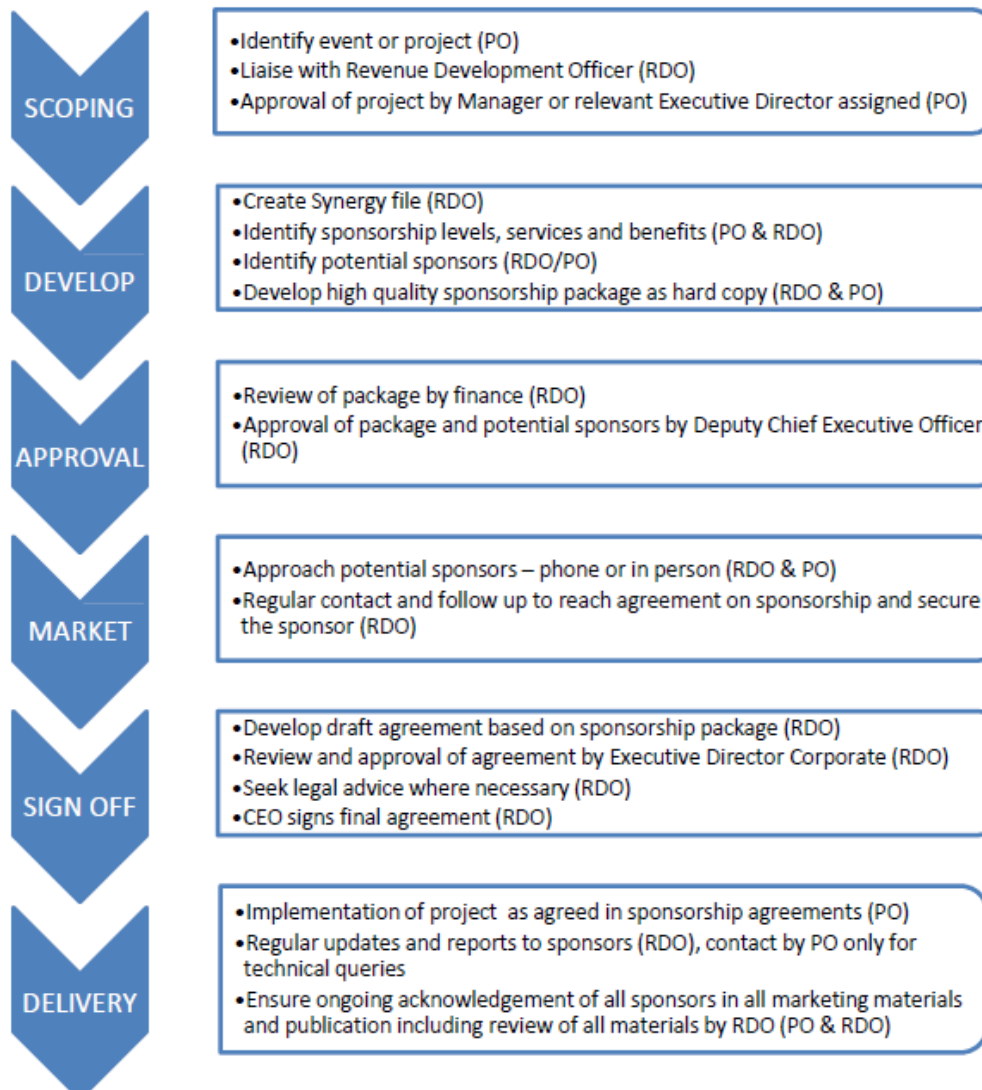 SCOPING
•Identify event or project (PO)
•Liaise with Revenue Development Officer (RDO)
•Approval of project by Manager or relevant Executive Director assigned (PO)
DEVELOP
•Create Synergy file (RDO)
•Identify sponsorship levels, services and benefits (PO & RDO)
•Identify potential sponsors (RDO/PO)
•Develop high quality sponsorship package as hard copy (RDO & PO)
APPROVAL
•Review of package by finance (RDO)
•Approval of package and potential sponsors by Deputy Chief Executive Officer
(RDO)
MARKET
•Approach potential sponsors – phone or in person (RDO & PO)
•Regular contact and follow up to reach agreement on sponsorship and secure
the sponsor (RDO)
SIGN OFF
•Develop draft agreement based on sponsorship package (RDO)
•Review and approval of agreement by Executive Director Corporate (RDO)
•Seek legal advice where necessary (RDO)
•CEO signs final agreement (RDO)
DELIVERY
•Implementation of project as agreed in sponsorship agreements (PO)
•Regular updates and reports to sponsors (RDO), contact by PO only for
technical queries
•Ensure ongoing acknowledgement of all sponsors in all marketing materials
and publication including review of all materials by RDO (PO & RDO)